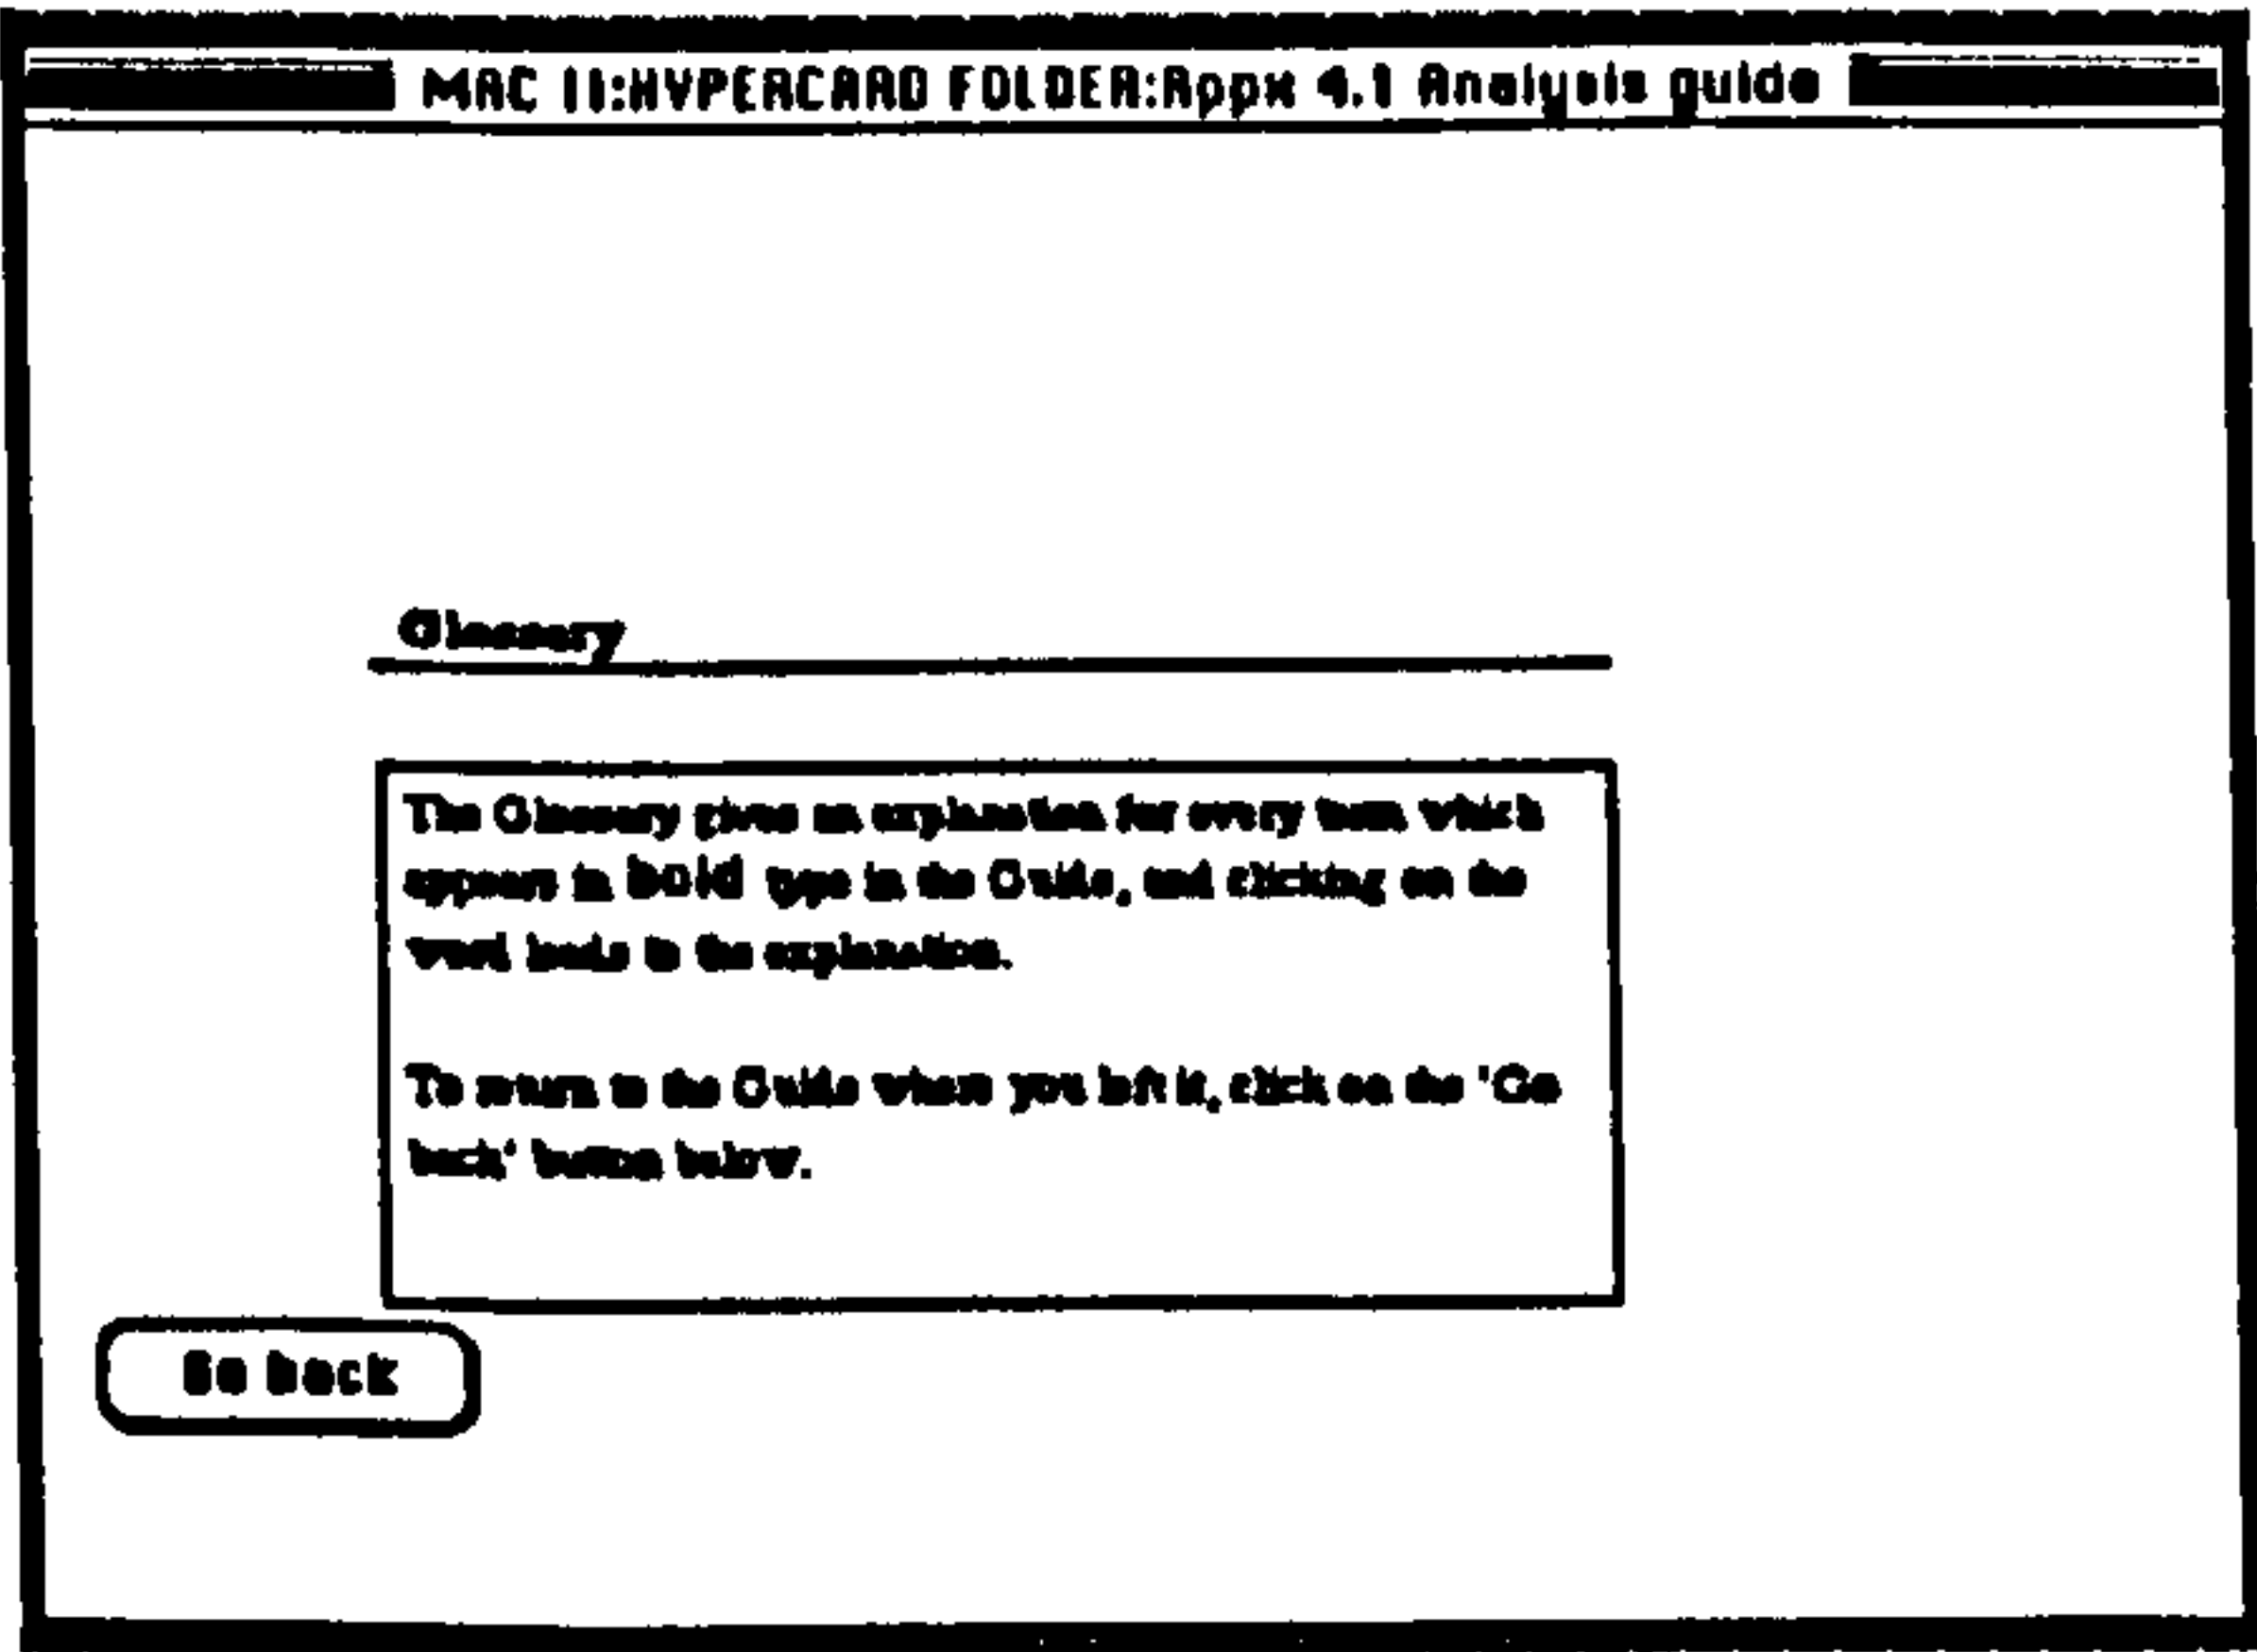 MAC II:HYPERCARD FOLDER:Appx 4.1 Analysis guide
Glossary
The Glossary gives an explanation for every term which
appears in bold type in the Guide, and clicking on the
word leads to the explanation.
To return to the Guide where you left it, click on the 'Go
back' button below.
Go back